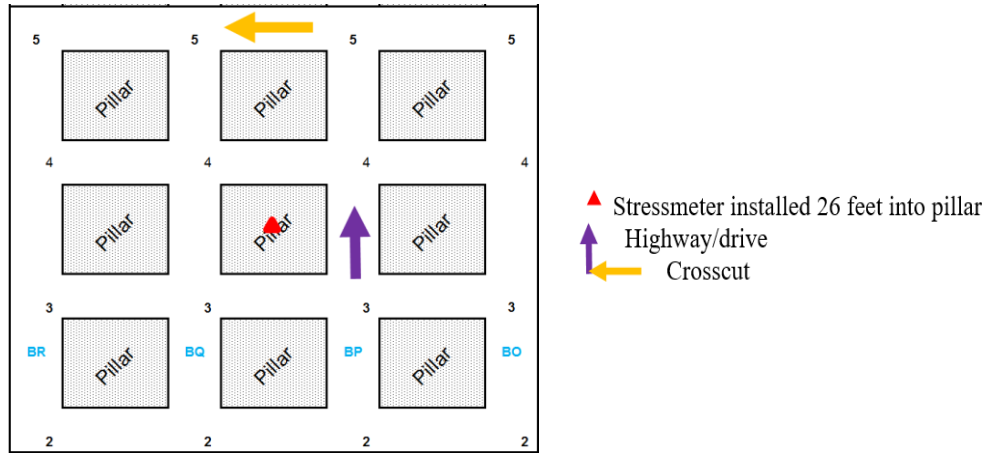 5 5 5 5
Pillar Pillar Pillar
4 4 4 4
Pillar Pillar Pillar
3 3 3
BR BQ BP BO
Pillar Pillar Pillar
2 2 2 2
Stressmeter installed 26 feet into pillar
Highway/drive
Crosscut